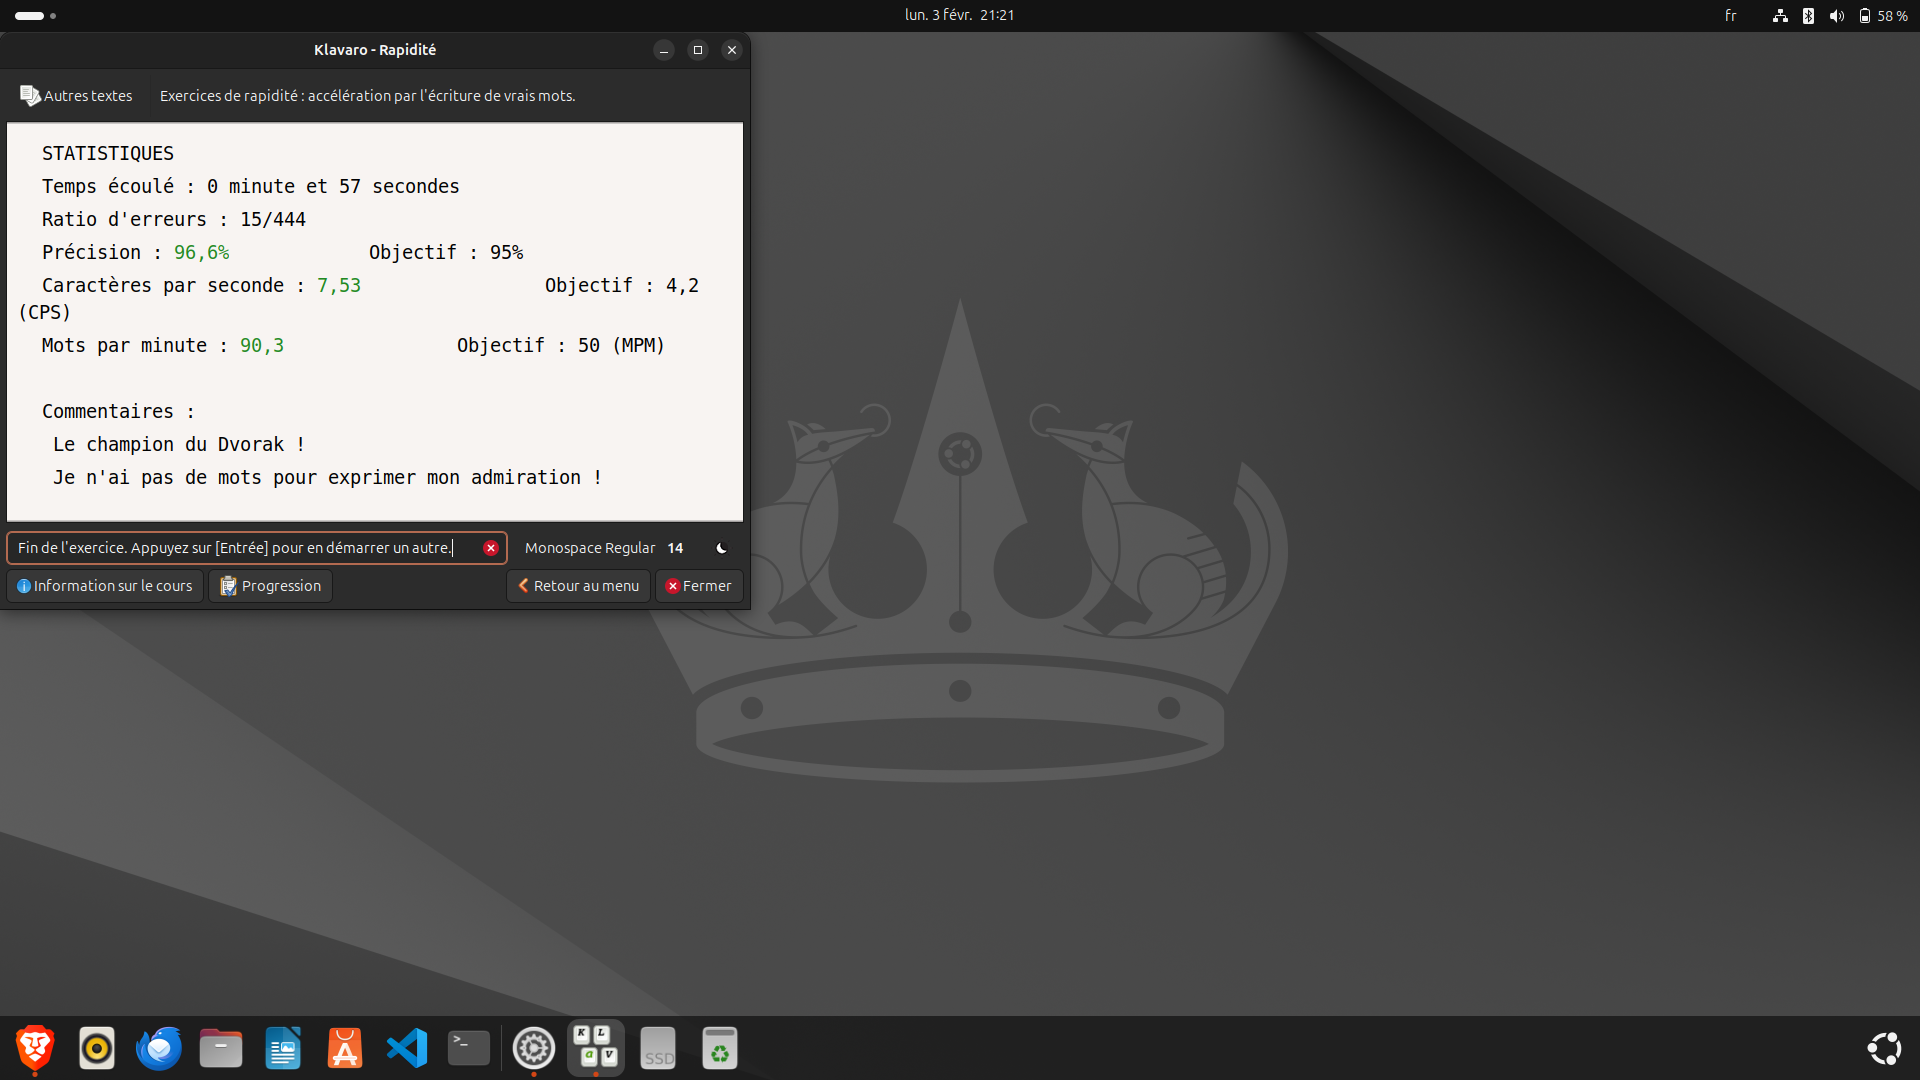 lun. 3 févr. 21:21
fr
58 %
Klavaro - Rapidité
Autres textes
Exercices de rapidité : accélération par l'écriture de vrais mots.
STATISTIQUES
Temps écoulé : 0 minute et 57 secondes
Ratio d'erreurs : 15/444
Précision : 96,6% Objectif : 95%
Caractères par seconde : 7,53 Objectif : 4,2
(CPS)
Mots par minute : 90,3 Objectif : 50 (MPM)
Commentaires :
Le champion du Dvorak !
Je n'ai pas de mots pour exprimer mon admiration !
Fin de l'exercice. Appuyez sur [Entrée] pour en démarrer un autre.
Monospace Regular 14
Information sur le cours
Progression
Retour au menu
Fermer
>_
K L
a V
SSD